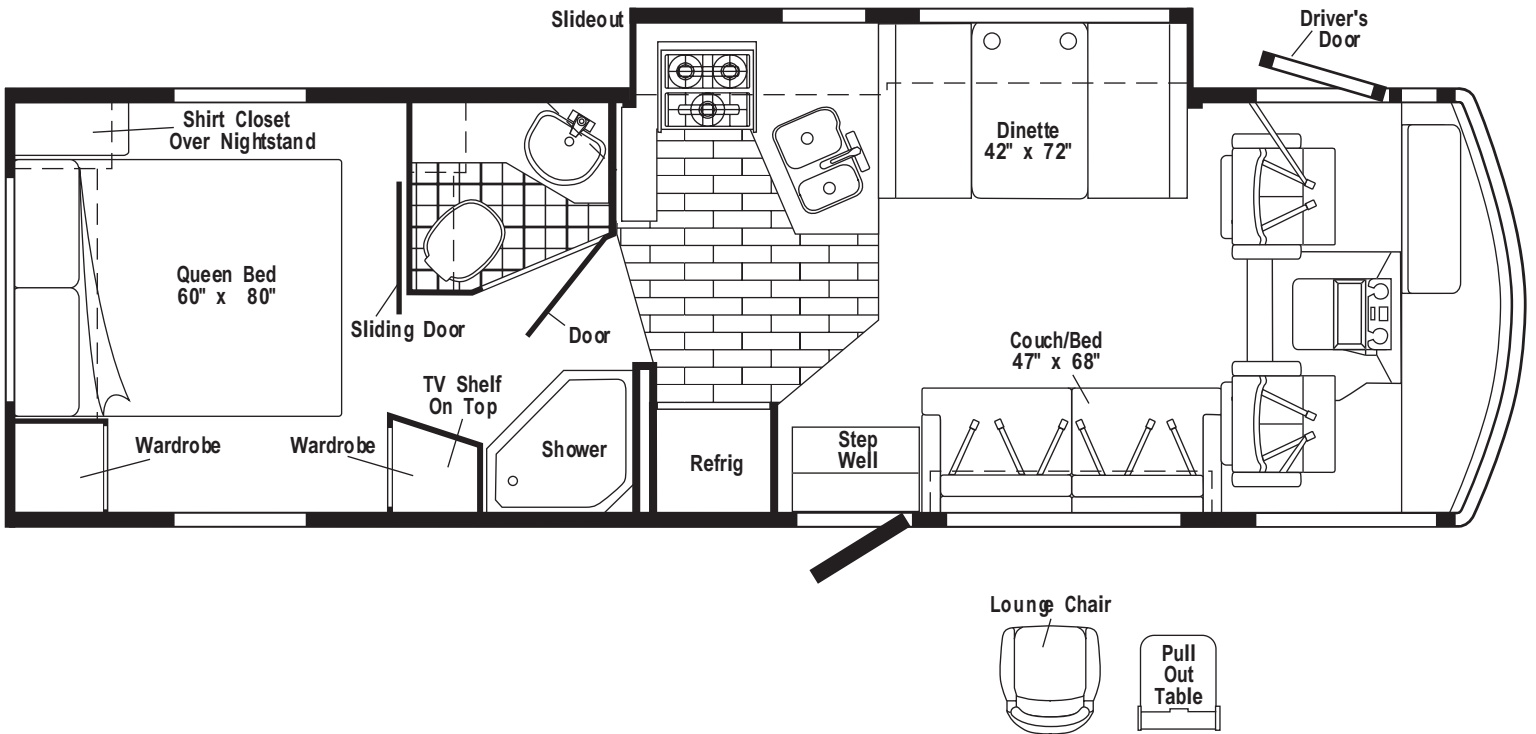 Slideout
Driver's
Door
Shirt Closet
Over Nightstand
Dinette
42" x 72"
Queen Bed
60" x 80"
Sliding Door
Door
Couch/Bed
47" x 68"
TV Shelf
On Top
Wardrobe
Wardrobe
Shower
Refrig
Step
Well
Lounge Chair
Pull
Out
Table